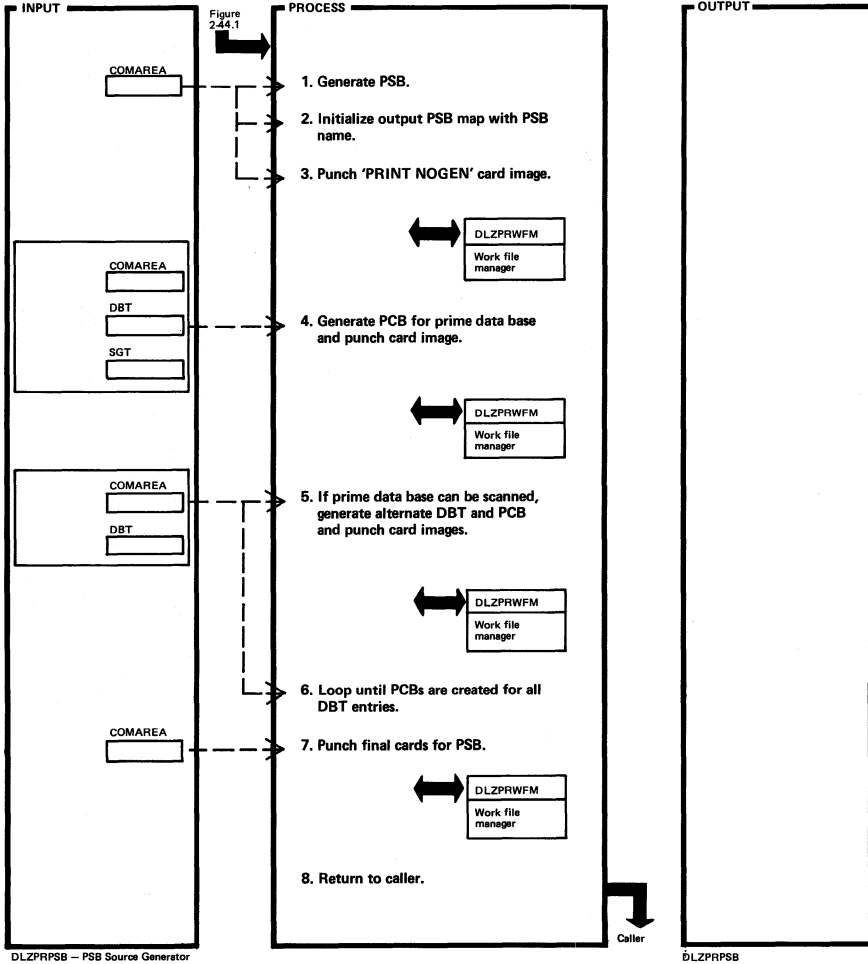 INPUT
Figure
2-44.1
PROCESS
OUTPUT
COMAREA
1. Generate PSB.
2. Initialize output PSB map with PSB
name.
3. Punch 'PRINT NOGEN' card image.
DLZPRWFM
Work file
manager
COMAREA
DBT
SGT
4. Generate PCB for prime data base
and punch card image.
DLZPRWFM
Work file
manager
COMAREA
DBT
5. If prime data base can be scanned,
generate alternate DBT and PCB
and punch card images.
DLZPRWFM
Work file
manager
6. Loop until PCBs are created for all
DBT entries.
COMAREA
7. Punch final cards for PSB.
DLZPRWFM
Work file
manager
8. Return to caller.
Caller
DLZPRPSB — PSB Source Generator
DLZPRPSB